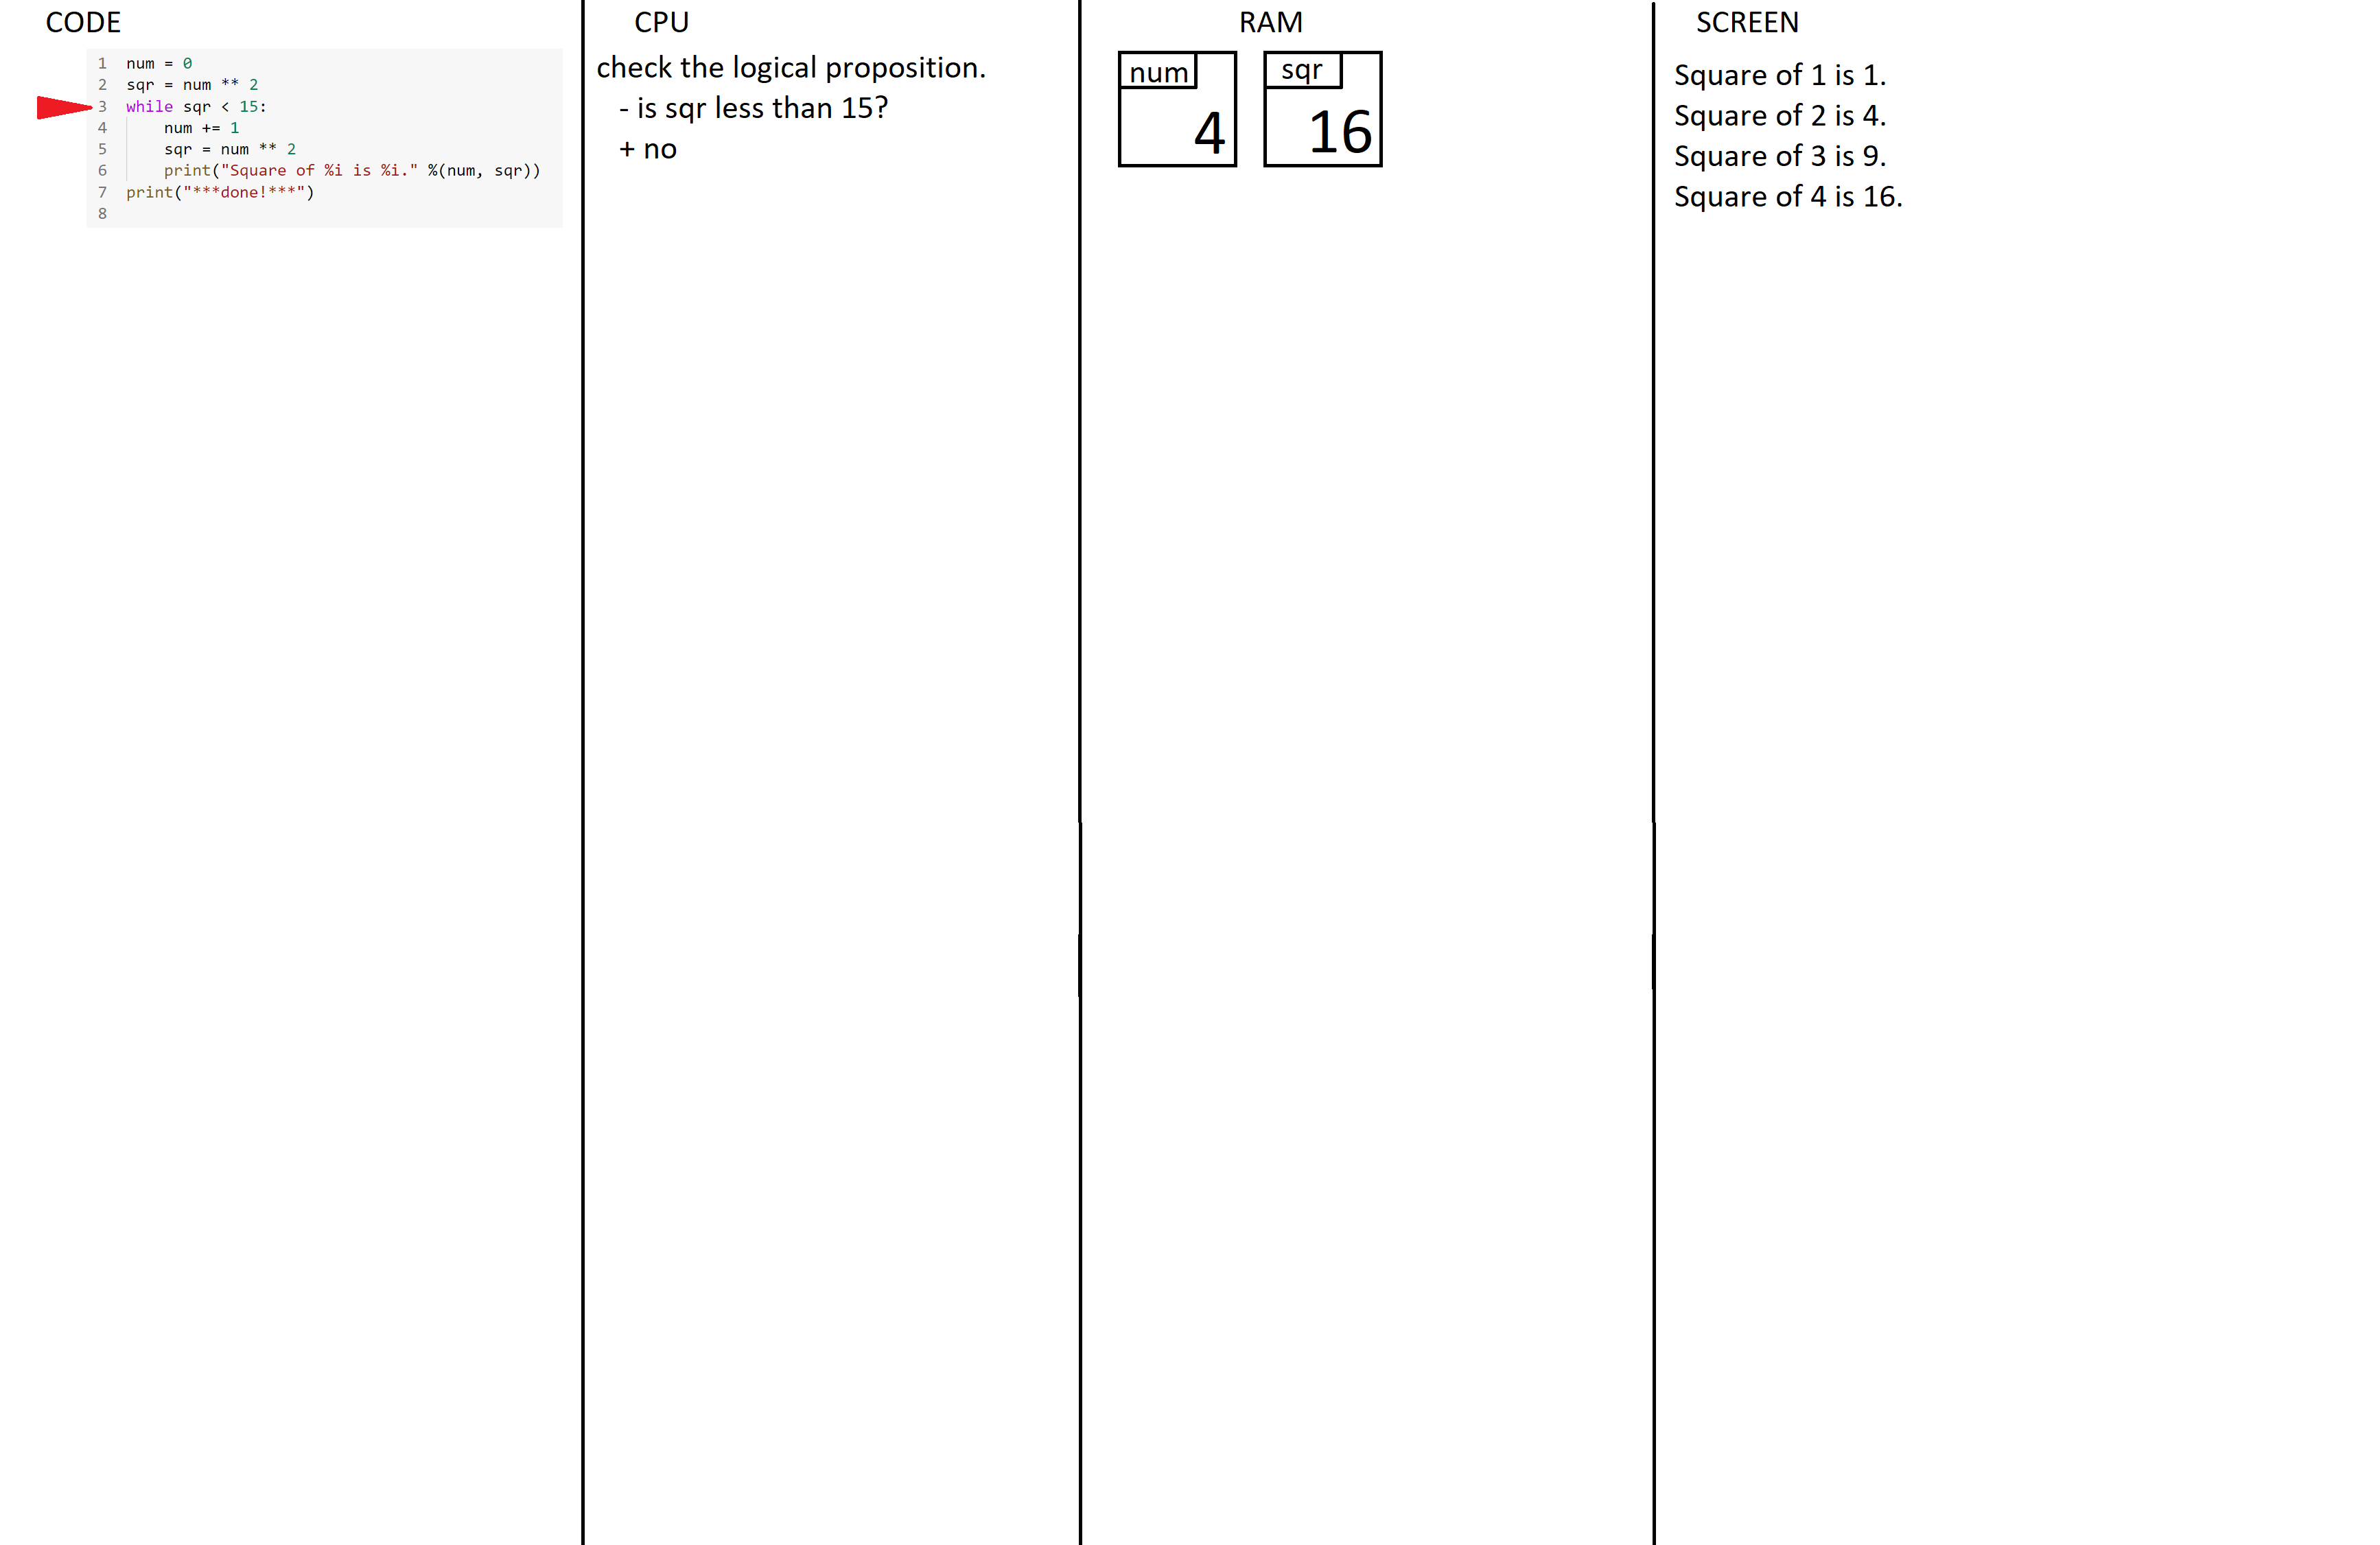 CODE
1 num = 0
2 sqr = num ** 2
3 while sqr < 15:
4     num += 1
5     sqr = num ** 2
6     print("Square of %i is %i." %(num, sqr))
7 print("***done!***")
8
CPU
check the logical proposition.
- is sqr less than 15?
+ no
RAM
num
4
sqr
16
SCREEN
Square of 1 is 1.
Square of 2 is 4.
Square of 3 is 9.
Square of 4 is 16.